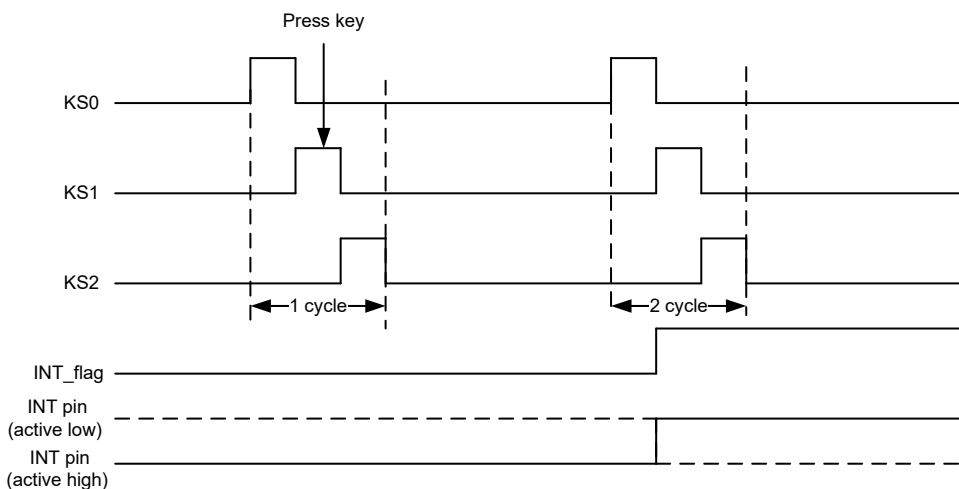 Press key
KS0
KS1
KS2
1 cycle
2 cycle
INT_flag
INT pin
(active low)
INT pin
(active high)